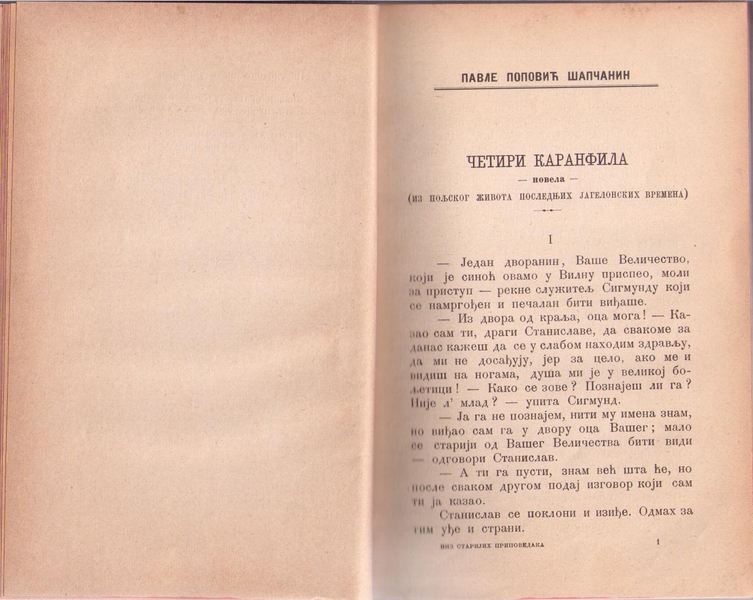 ПАВЛЕ ПОПОВИЋ ШАПЧАНИН
ЧЕТИРИ КАРАНФИЛА
— новела —
(ИЗ ПОЉСКОГ ЖИВОТА ПОСЛЕДЊИХ ЈАГЕЛОНСКИХ ВРЕМЕНА)
I
— Један дворанин, Ваше Величество,
који је синоћ овамо у Вилну приспео, моли
за приступ — рекне служитељ Сигмунду који
се намргођен и печалан бити виђаше.
— Из двора од краља, оца мога! — Ка-
зао сам ти, драги Станиславе, да свакоме за
данас кажеш да се у слабом находим здрављу,
да ми не досађују, јер за цело, ако ме и
видиш на ногама, душа ми је у великој бо-
љетици! — Како се зове? Познајеш ли га?
Није л' млад? — упита Сигмунд.
— Ја га не познајем, нити му имена знам,
но виђао сам га у двору оца Вашег; мало
се старији од Вашег Величества бити види
— одговори Станислав.
— А ти га пусти, знам већ шта ће, но
после сваком другом подај изговор који сам
ти ја казао.
Станислав се поклони и изиђе. Одмах за
тим уђе и страни.
НИЗ СТАРИЈИХ ПРИПОВЕДАКА 1